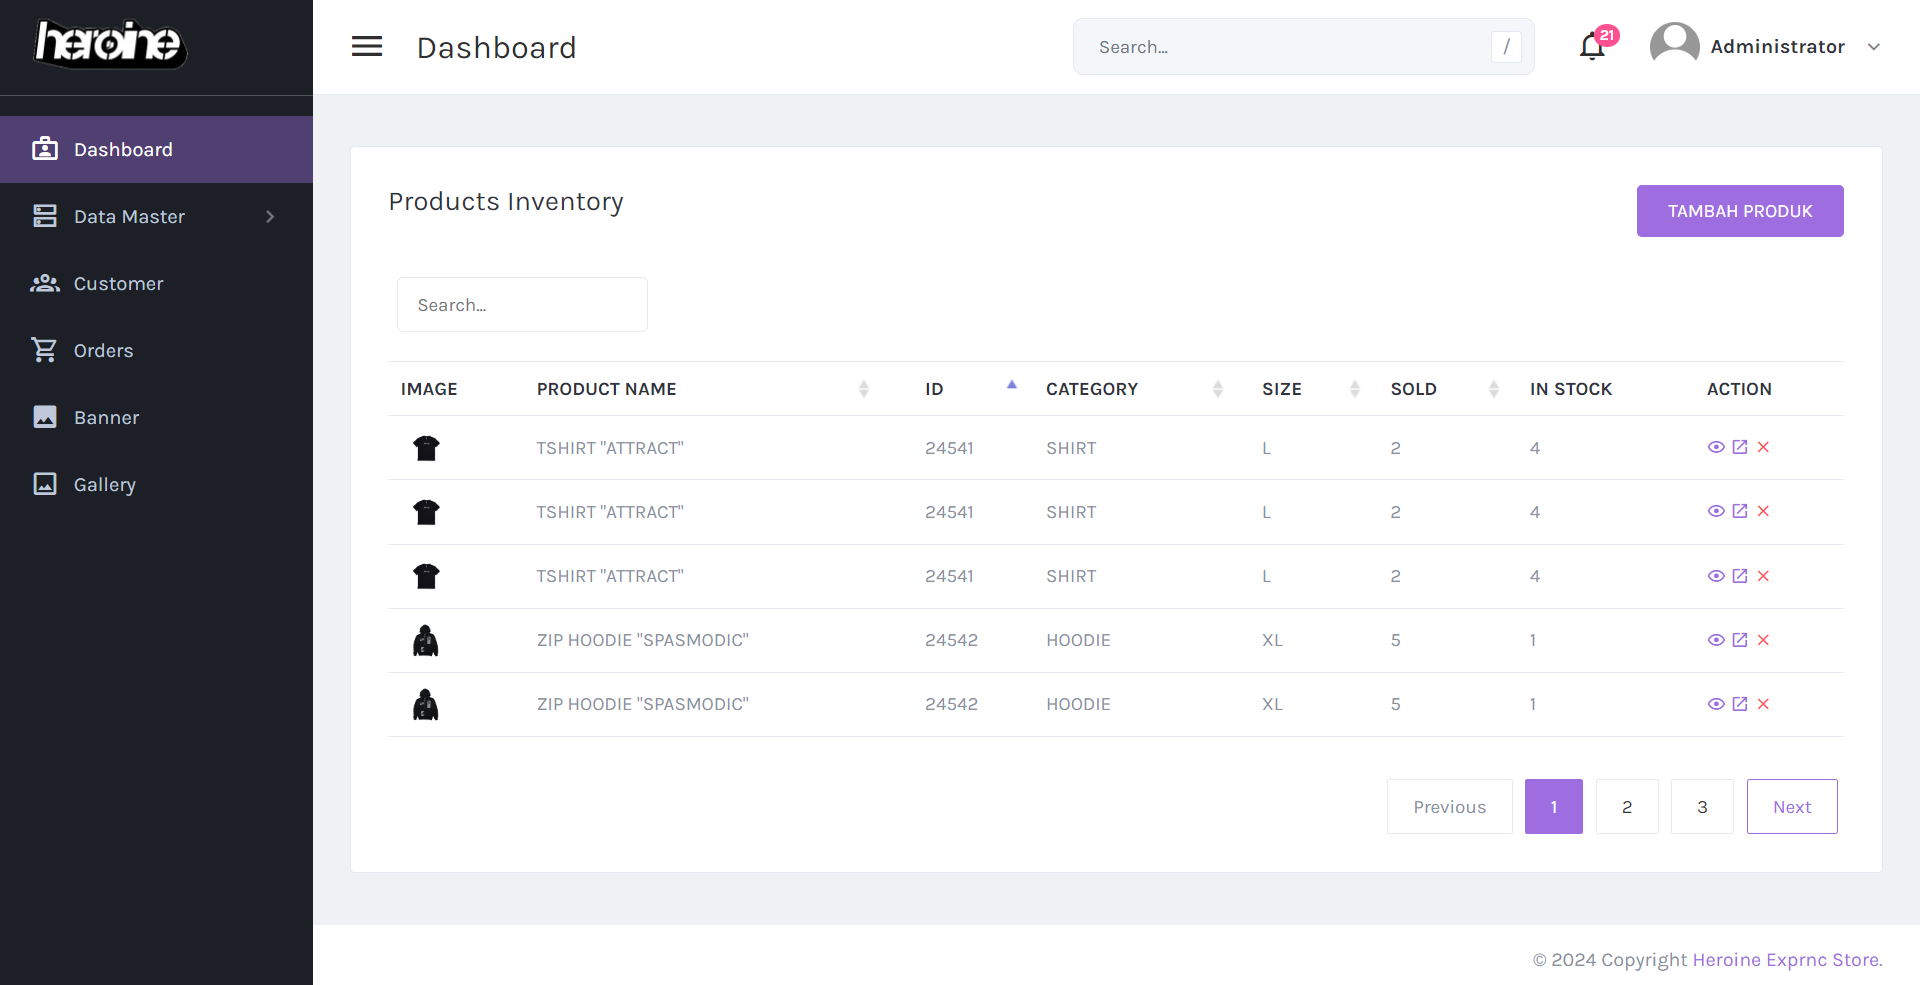 heroine
Dashboard
Search...
/
21
Administrator
Dashboard
Data Master
Customer
Orders
Banner
Gallery
Products Inventory
TAMBAH PRODUK
Search...
IMAGE PRODUCT NAME ID CATEGORY SIZE SOLD IN STOCK ACTION
TSHIRT "ATTRACT" 24541 SHIRT L 2 4
TSHIRT "ATTRACT" 24541 SHIRT L 2 4
TSHIRT "ATTRACT" 24541 SHIRT L 2 4
ZIP HOODIE "SPASMODIC" 24542 HOODIE XL 5 1
ZIP HOODIE "SPASMODIC" 24542 HOODIE XL 5 1
Previous 1 2 3 Next
© 2024 Copyright Heroine Exprnc Store.